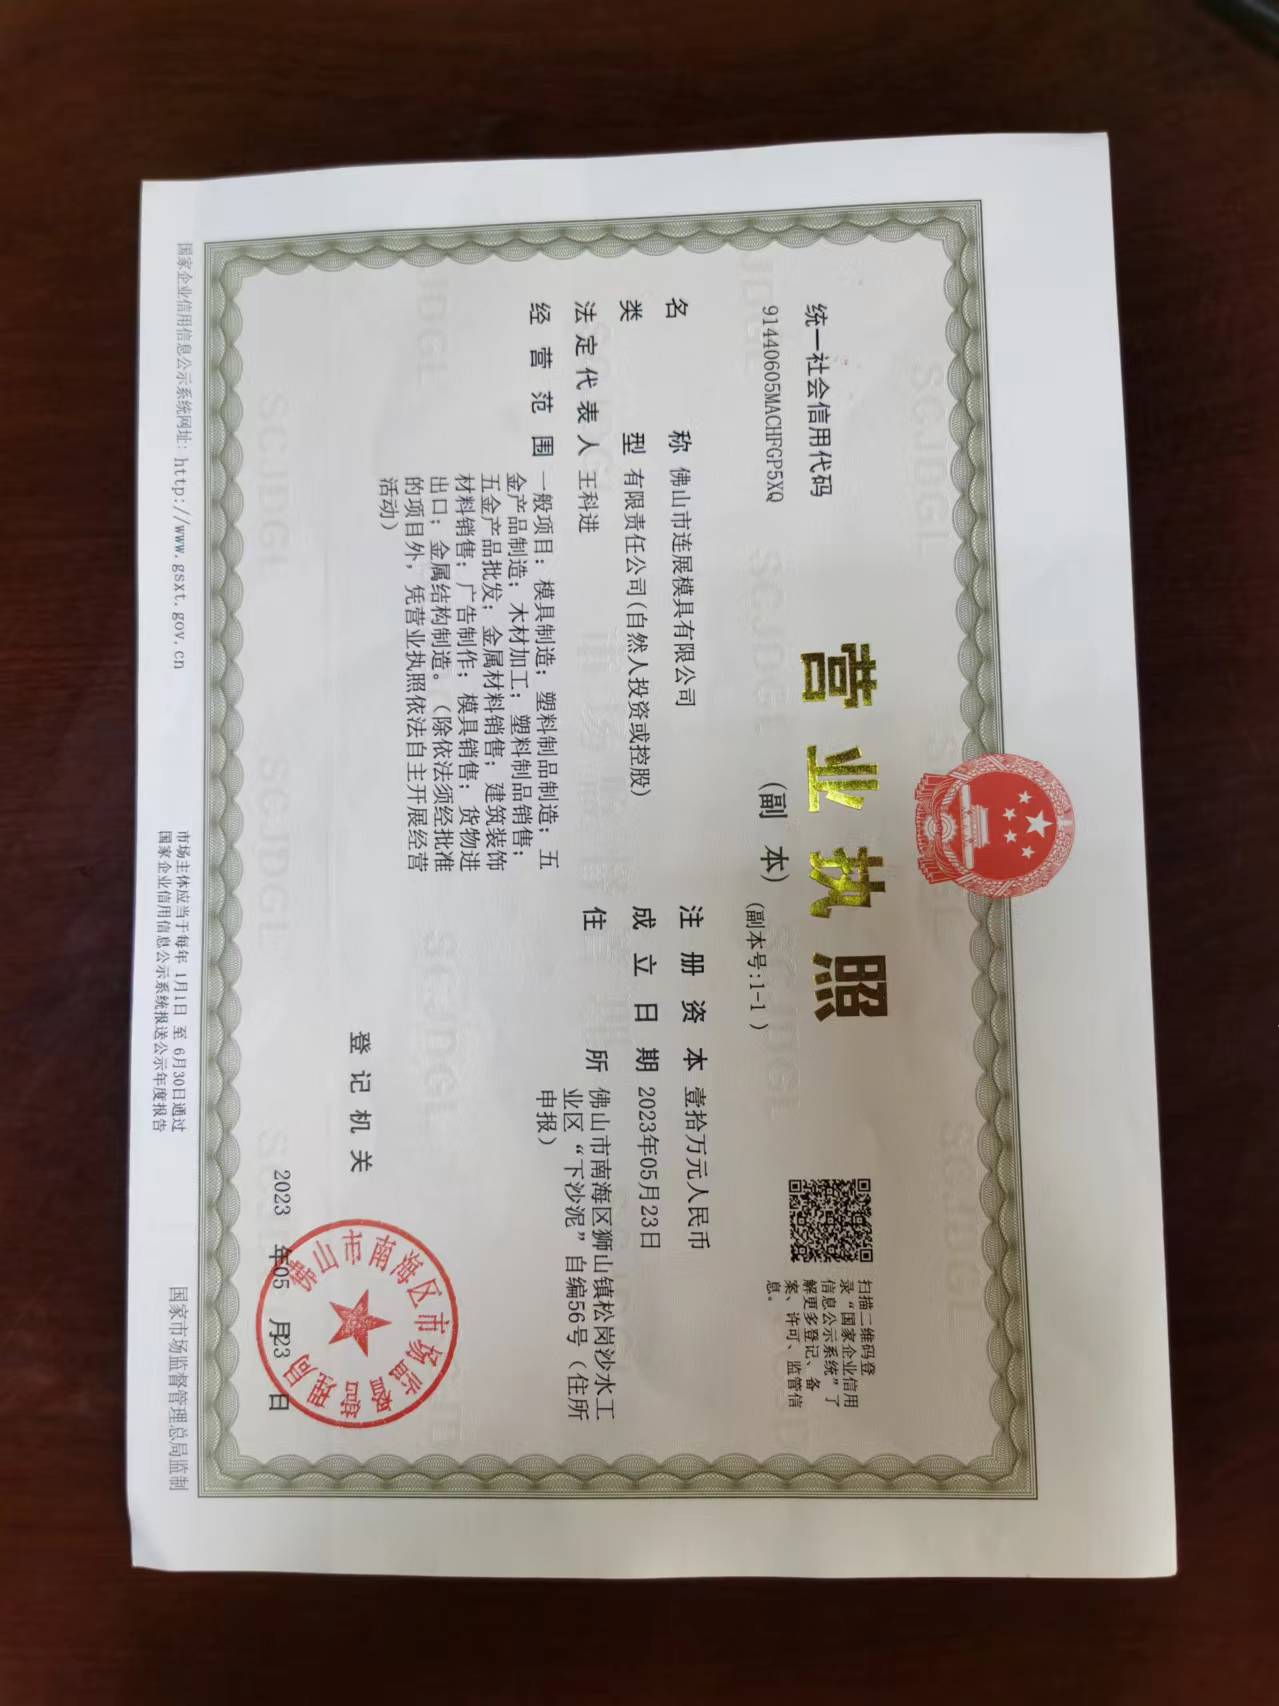 统一社会信用代码
91440605MACHFGP5XQ
营业执照
(副本)
(副本号:1-1)
扫描二维码登
录“国家企业信用
信息公示系统”了
解更多登记、备
案、许可、监管信
息。
名称 佛山市连展模具有限公司
类型 有限责任公司(自然人投资或控股)
法定代表人 王科进
经营范围 一般项目:模具制造;塑料制品制造;五
金产品制造;木材加工;塑料制品销售;
五金产品批发;金属材料销售;建筑装饰
材料销售;广告制作;模具销售;货物进
出口;金属结构制造。(除依法须经批准
的项目外,凭营业执照依法自主开展经营
活动)
注册资本 壹拾万元人民币
成立日期 2023年05月23日
住所 佛山市南海区狮山镇松岗沙水工
业区“下沙泥”自编56号(住所
申报)
登记机关
佛山市南海区市场监督管理局
2023年05月23日
国家企业信用信息公示系统网址:http://www.gsxt.gov.cn
市场主体应当于每年1月1日至6月30日通过
国家企业信用信息公示系统报送公示年度报告
国家市场监督管理总局监制